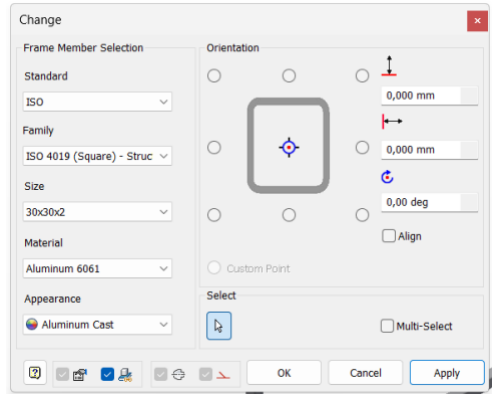 Change
Frame Member Selection
Standard
ISO
Family
ISO 4019 (Square) - Struc
Size
30x30x2
Material
Aluminum 6061
Appearance
Aluminum Cast
Orientation
0,000 mm
0,000 mm
0,00 deg
Align
Custom Point
Select
Multi-Select
OK
Cancel
Apply